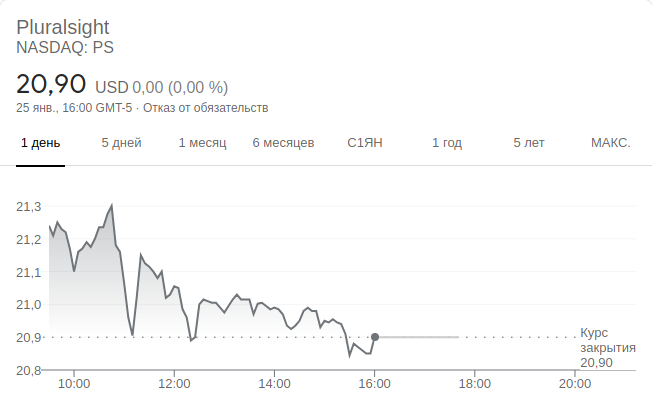 Pluralsight
NASDAQ: PS
20,90 USD 0,00 (0,00 %)
25 янв., 16:00 GMT-5 · Отказ от обязательств
1 день 5 дней 1 месяц 6 месяцев С1ЯН 1 год 5 лет МАКС.
21,3
21,2
21,1
21,0
20,9
20,8
Курс
закрытия
20,90
10:00 12:00 14:00 16:00 18:00 20:00